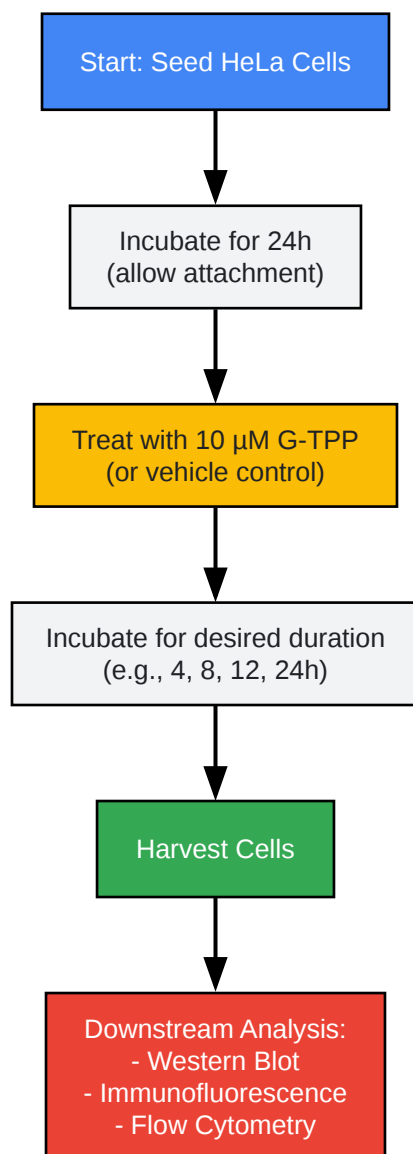 Start: Seed HeLa Cells
Incubate for 24h
(allow attachment)
Treat with 10 µM G-TPP
(or vehicle control)
Incubate for desired duration
(e.g., 4, 8, 12, 24h)
Harvest Cells
Downstream Analysis:
- Western Blot
- Immunofluorescence
- Flow Cytometry